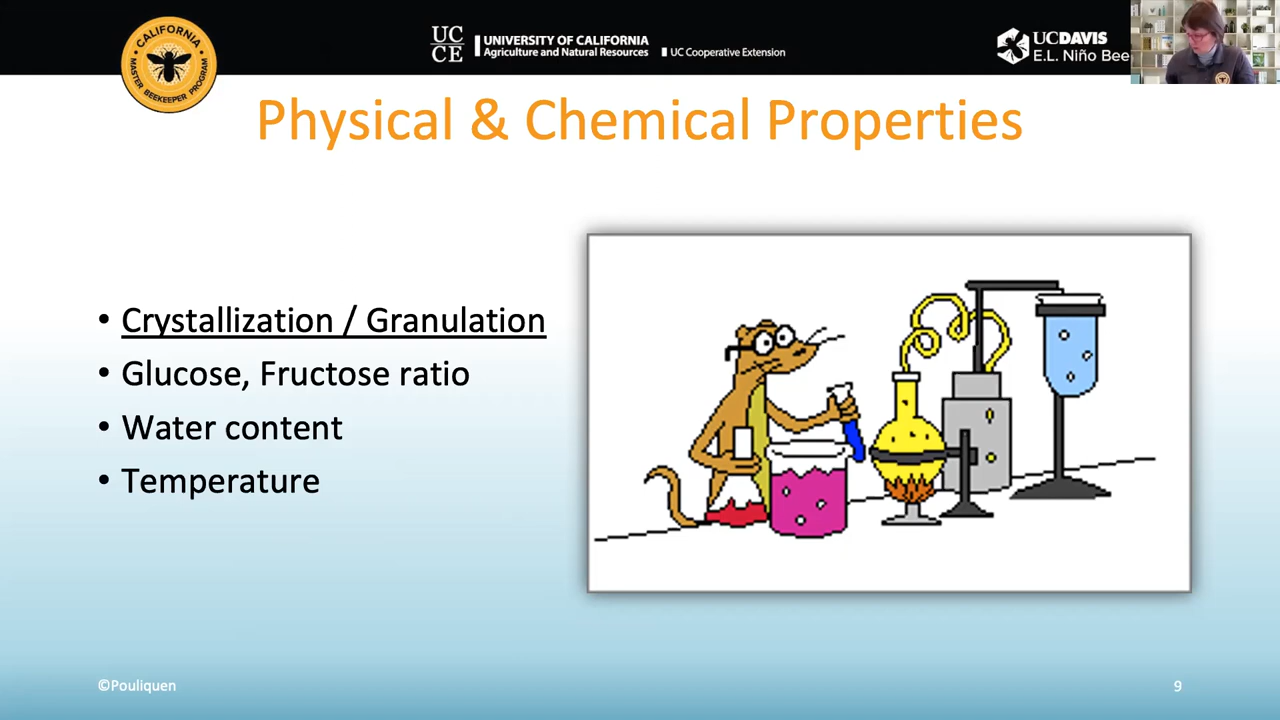 CALIFORNIA
MASTER BEEKEEPER PROGRAM
UC
CE
UNIVERSITY OF CALIFORNIA
Agriculture and Natural Resources
UC Cooperative Extension
UCDAVIS
E.L. Niño Bee
Physical & Chemical Properties
• Crystallization / Granulation
• Glucose, Fructose ratio
• Water content
• Temperature
©Pouliquen
9